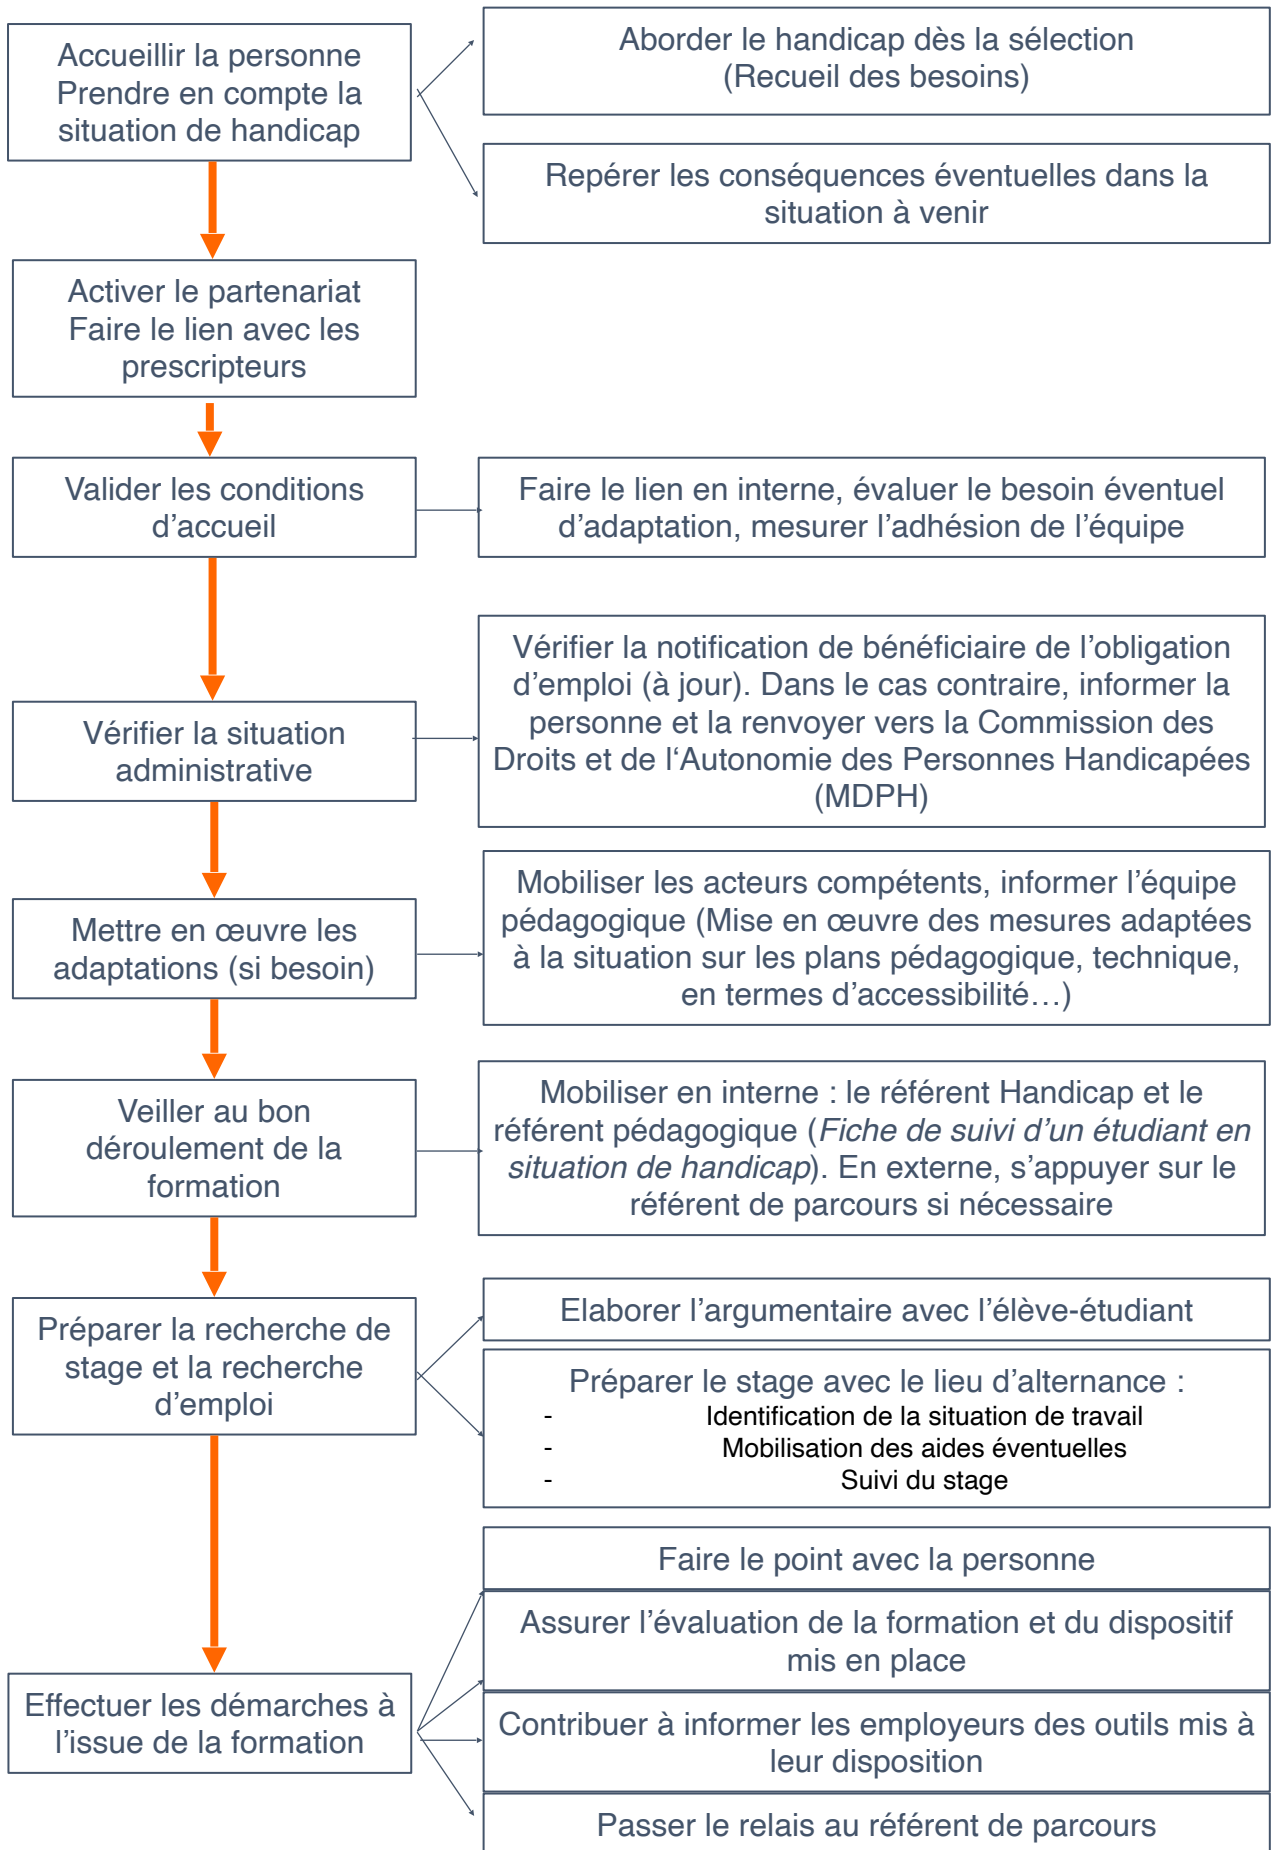 Accueillir la personne
Prendre en compte la
situation de handicap
Aborder le handicap dès la sélection
(Recueil des besoins)
Repérer les conséquences éventuelles dans la
situation à venir
Activer le partenariat
Faire le lien avec les
prescripteurs
Valider les conditions
d’accueil
Faire le lien en interne, évaluer le besoin éventuel
d’adaptation, mesurer l’adhésion de l’équipe
Vérifier la situation
administrative
Vérifier la notification de bénéficiaire de l’obligation
d’emploi (à jour). Dans le cas contraire, informer la
personne et la renvoyer vers la Commission des
Droits et de l‘Autonomie des Personnes Handicapées
(MDPH)
Mettre en œuvre les
adaptations (si besoin)
Mobiliser les acteurs compétents, informer l’équipe
pédagogique (Mise en œuvre des mesures adaptées
à la situation sur les plans pédagogique, technique,
en termes d’accessibilité…)
Veiller au bon
déroulement de la
formation
Mobiliser en interne : le référent Handicap et le
référent pédagogique (Fiche de suivi d’un étudiant en
situation de handicap). En externe, s’appuyer sur le
référent de parcours si nécessaire
Préparer la recherche de
stage et la recherche
d’emploi
Elaborer l’argumentaire avec l’élève-étudiant
Préparer le stage avec le lieu d’alternance :
- Identification de la situation de travail
- Mobilisation des aides éventuelles
- Suivi du stage
Effectuer les démarches à
l’issue de la formation
Faire le point avec la personne
Assurer l’évaluation de la formation et du dispositif
mis en place
Contribuer à informer les employeurs des outils mis à
leur disposition
Passer le relais au référent de parcours